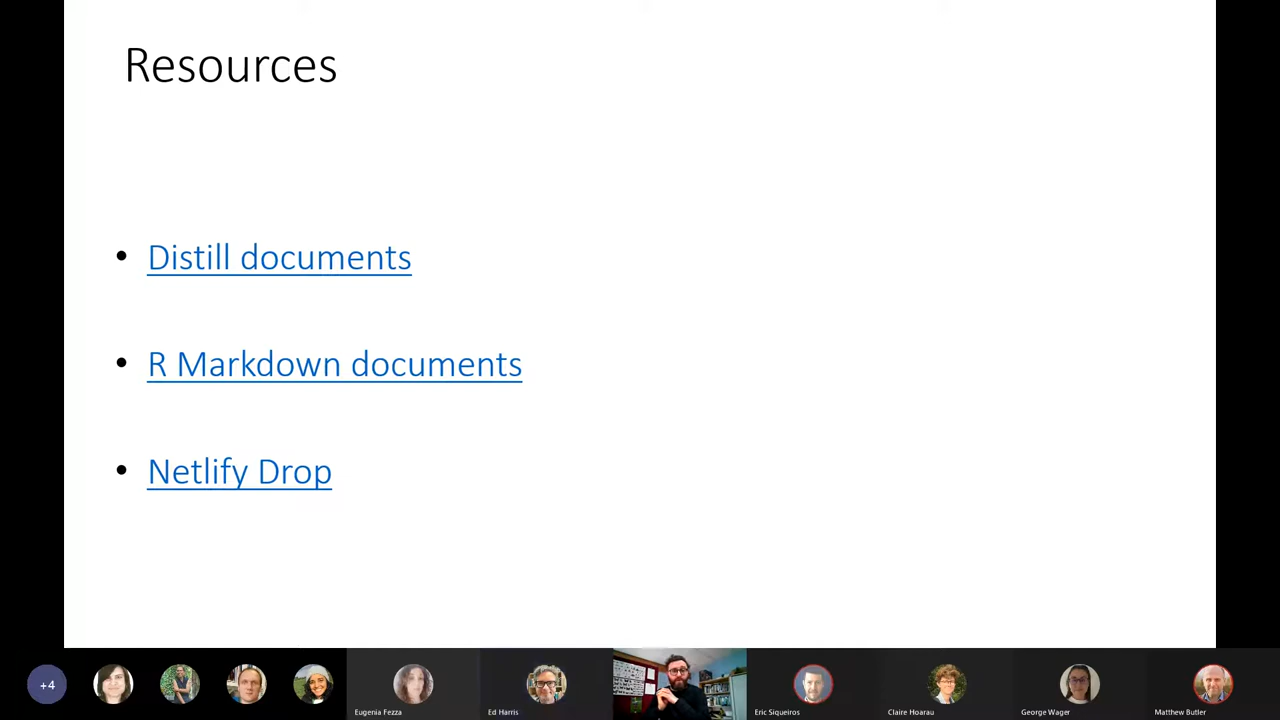 Resources
• Distill documents
• R Markdown documents
• Netlify Drop
+4
Eugenia Fezza
Ed Harris
Eric Siqueiros
Claire Hoarau
George Wager
Matthew Butler